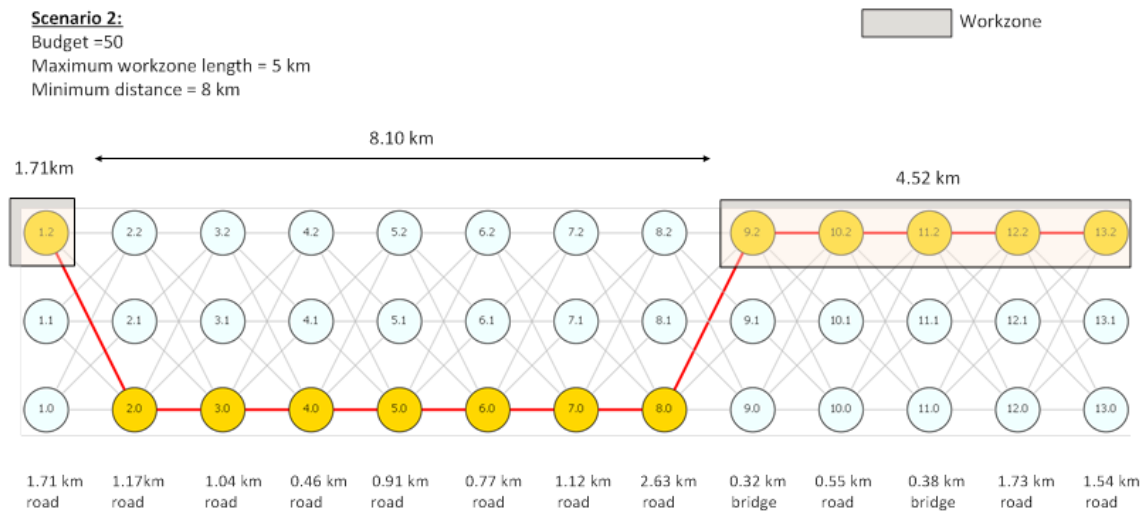 Scenario 2:
Budget =50
Maximum workzone length = 5 km
Minimum distance = 8 km
Workzone
8.10 km
1.71km
4.52 km
1.2 2.2 3.2 4.2 5.2 6.2 7.2 8.2 9.2 10.2 11.2 12.2 13.2
1.1 2.1 3.1 4.1 5.1 6.1 7.1 8.1 9.1 10.1 11.1 12.1 13.1
1.0 2.0 3.0 4.0 5.0 6.0 7.0 8.0 9.0 10.0 11.0 12.0 13.0
1.71 km 1.17km 1.04 km 0.46 km 0.91 km 0.77 km 1.12 km 2.63 km 0.32 km 0.55 km 0.38 km 1.73 km 1.54 km
road road road road road road road road bridge road bridge road road